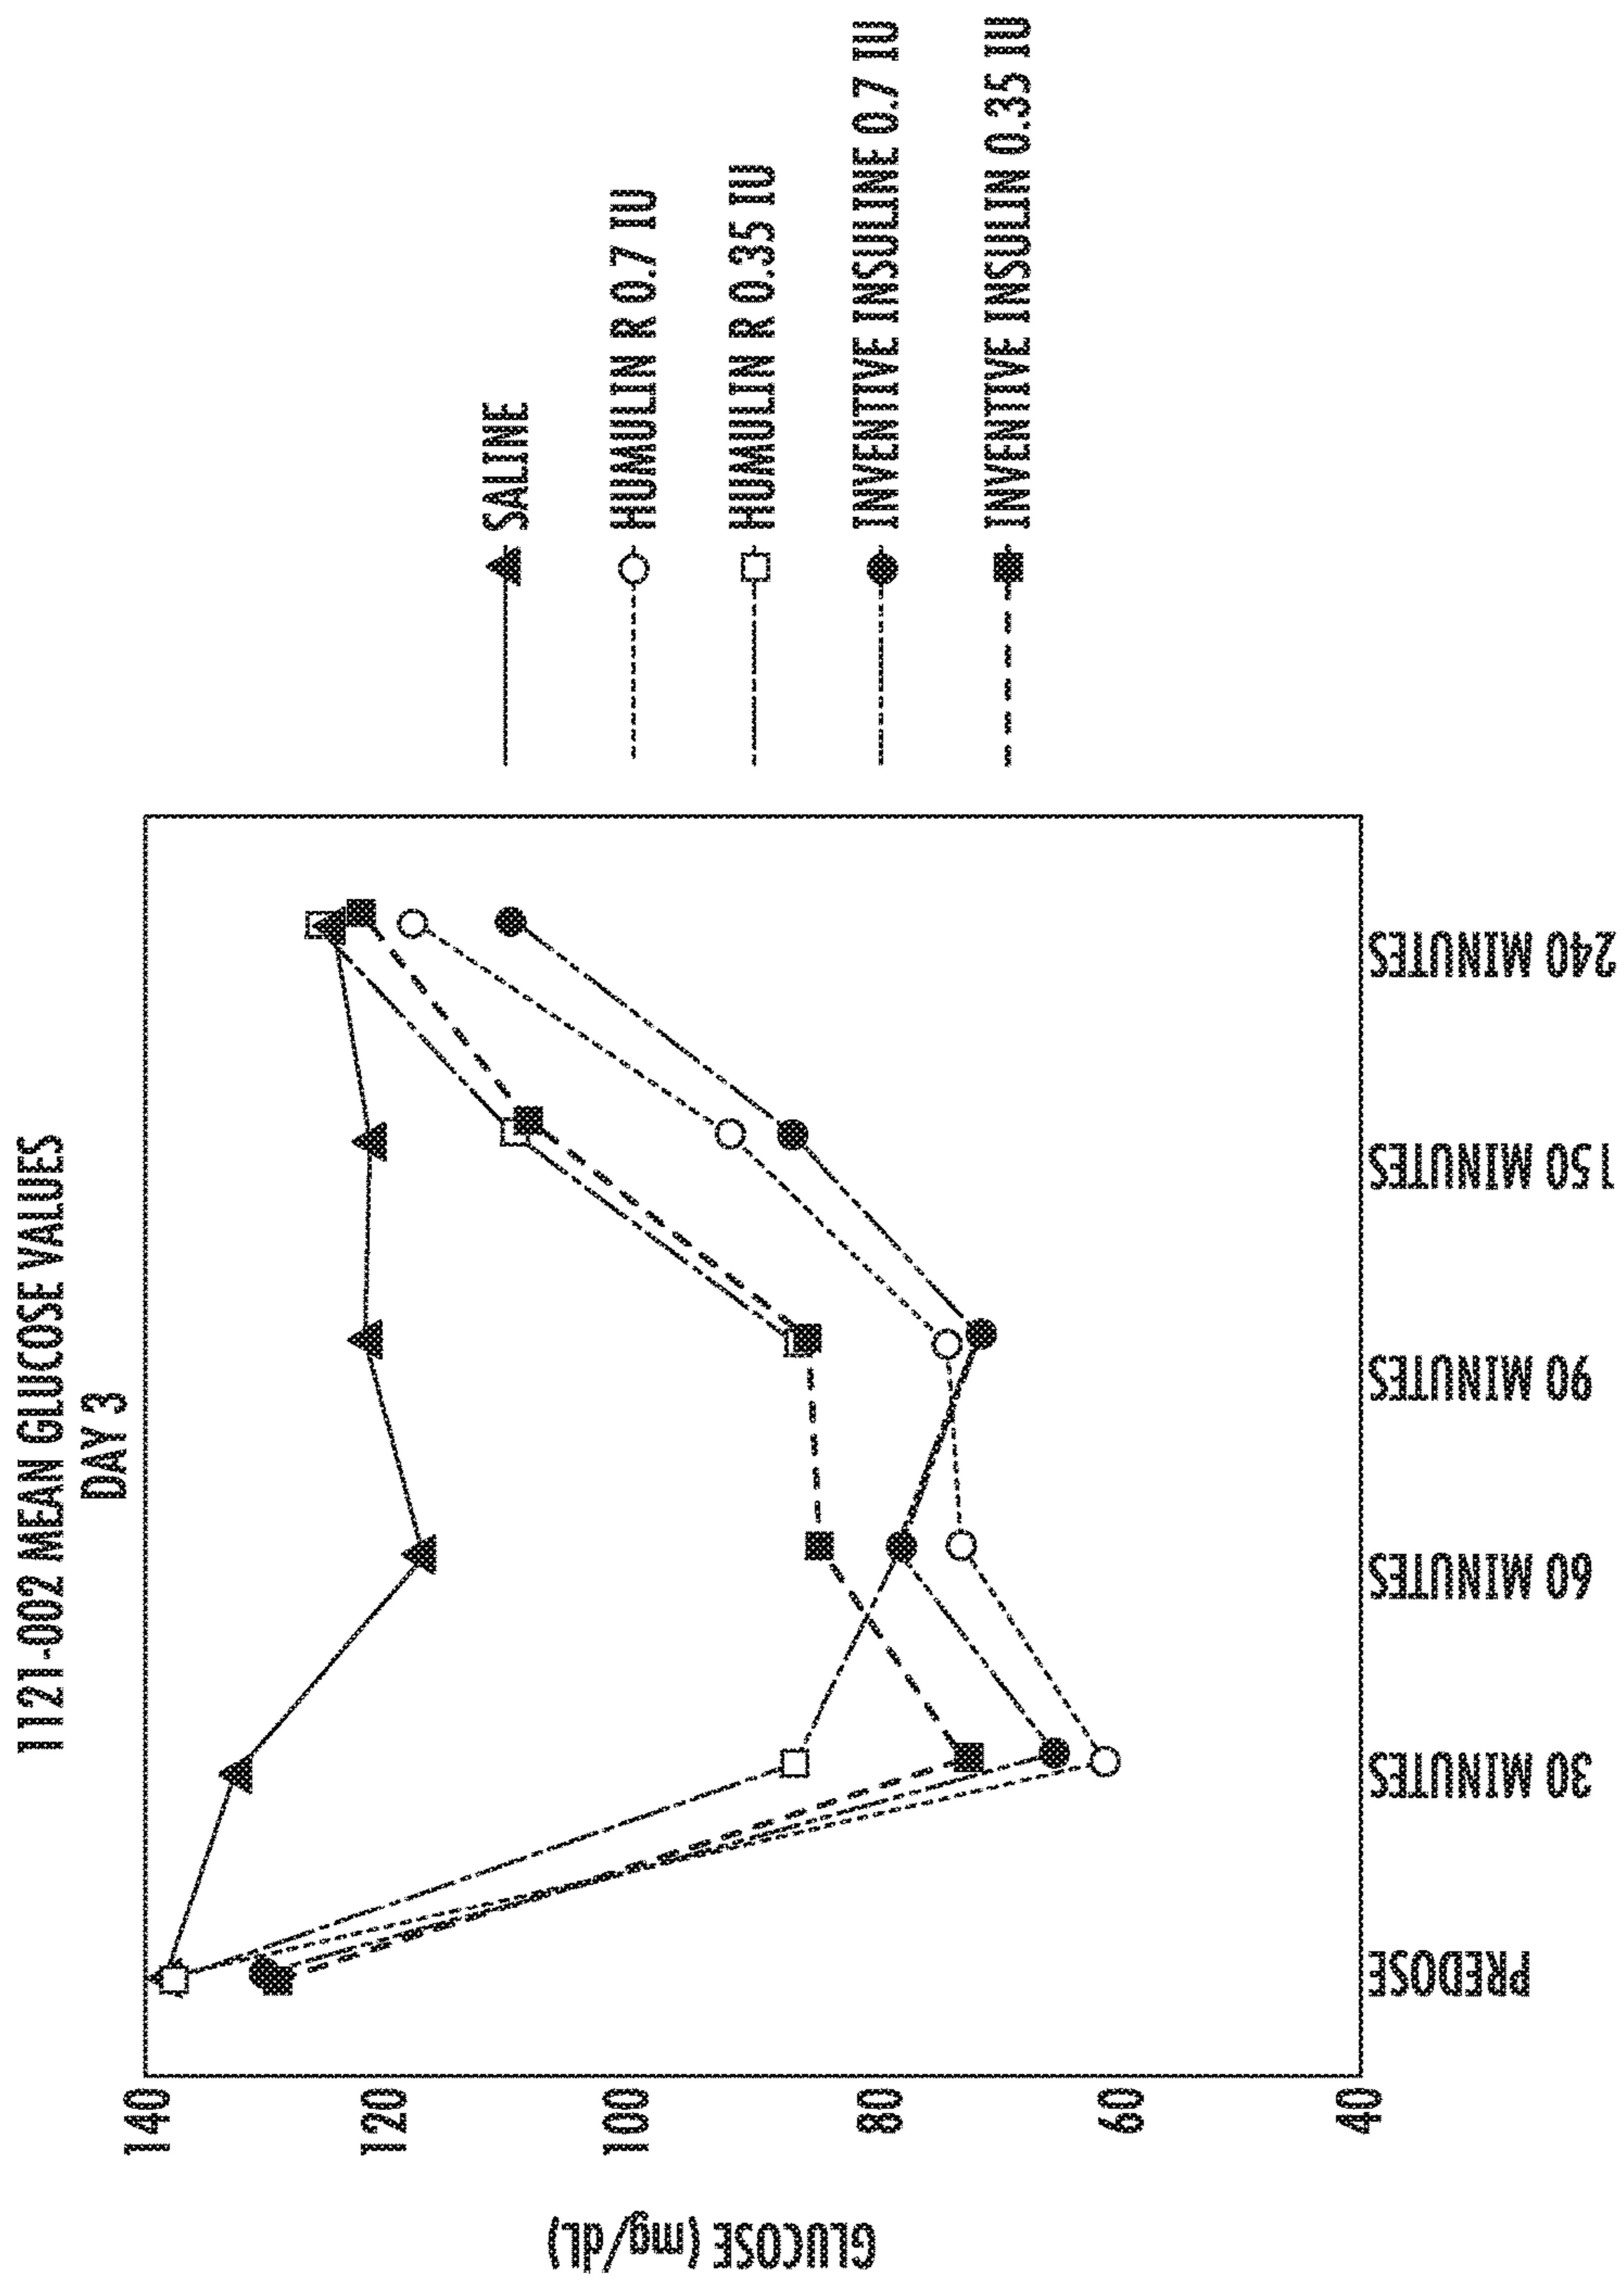 1121-002 MEAN GLUCOSE VALUES
DAY 3
GLUCOSE (mg/dL)
140
120
100
80
60
40
PREDOSE
30 MINUTES
60 MINUTES
90 MINUTES
150 MINUTES
240 MINUTES
SALINE
HUMULIN R 0.7 IU
HUMULIN R 0.35 IU
INVENTIVE INSULINE 0.7 IU
INVENTIVE INSULIN 0.35 IU